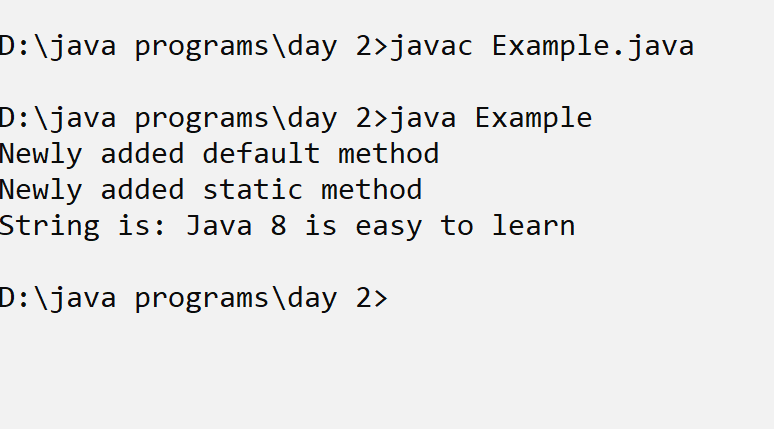 D:\java programs\day 2>javac Example.java
D:\java programs\day 2>java Example
Newly added default method
Newly added static method
String is: Java 8 is easy to learn
D:\java programs\day 2>